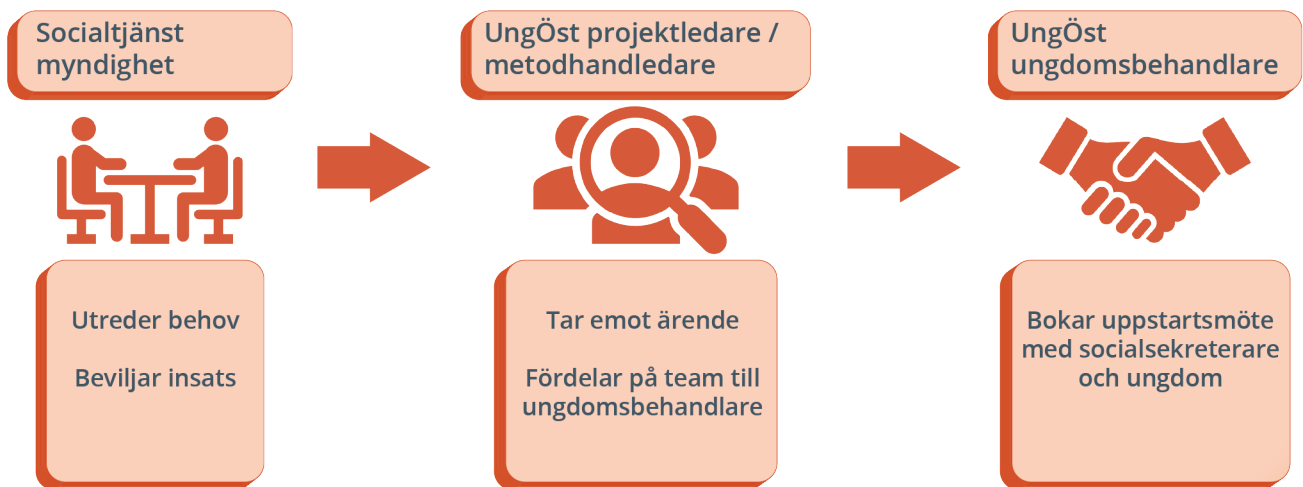 Socialtjänst
myndighet
UngÖst projektledare /
metodhandledare
UngÖst
ungdomsbehandlare
Utreder behov
Beviljar insats
Tar emot ärende
Fördelar på team till
ungdomsbehandlare
Bokar uppstartsmöte
med socialsekreterare
och ungdom